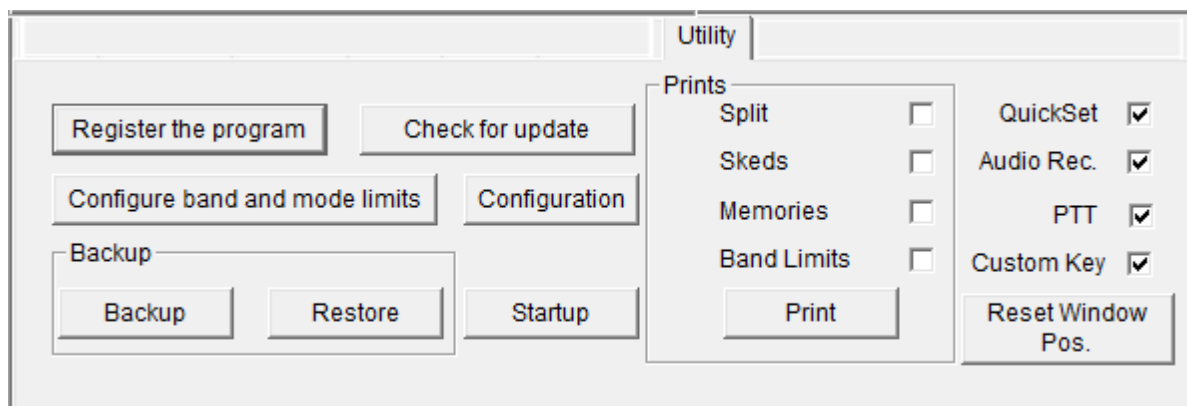 Utility
Register the program
Check for update
Configure band and mode limits
Configuration
Backup
Backup
Restore
Startup
Prints
Split
Skeds
Memories
Band Limits
Print
QuickSet
Audio Rec.
PTT
Custom Key
Reset Window
Pos.